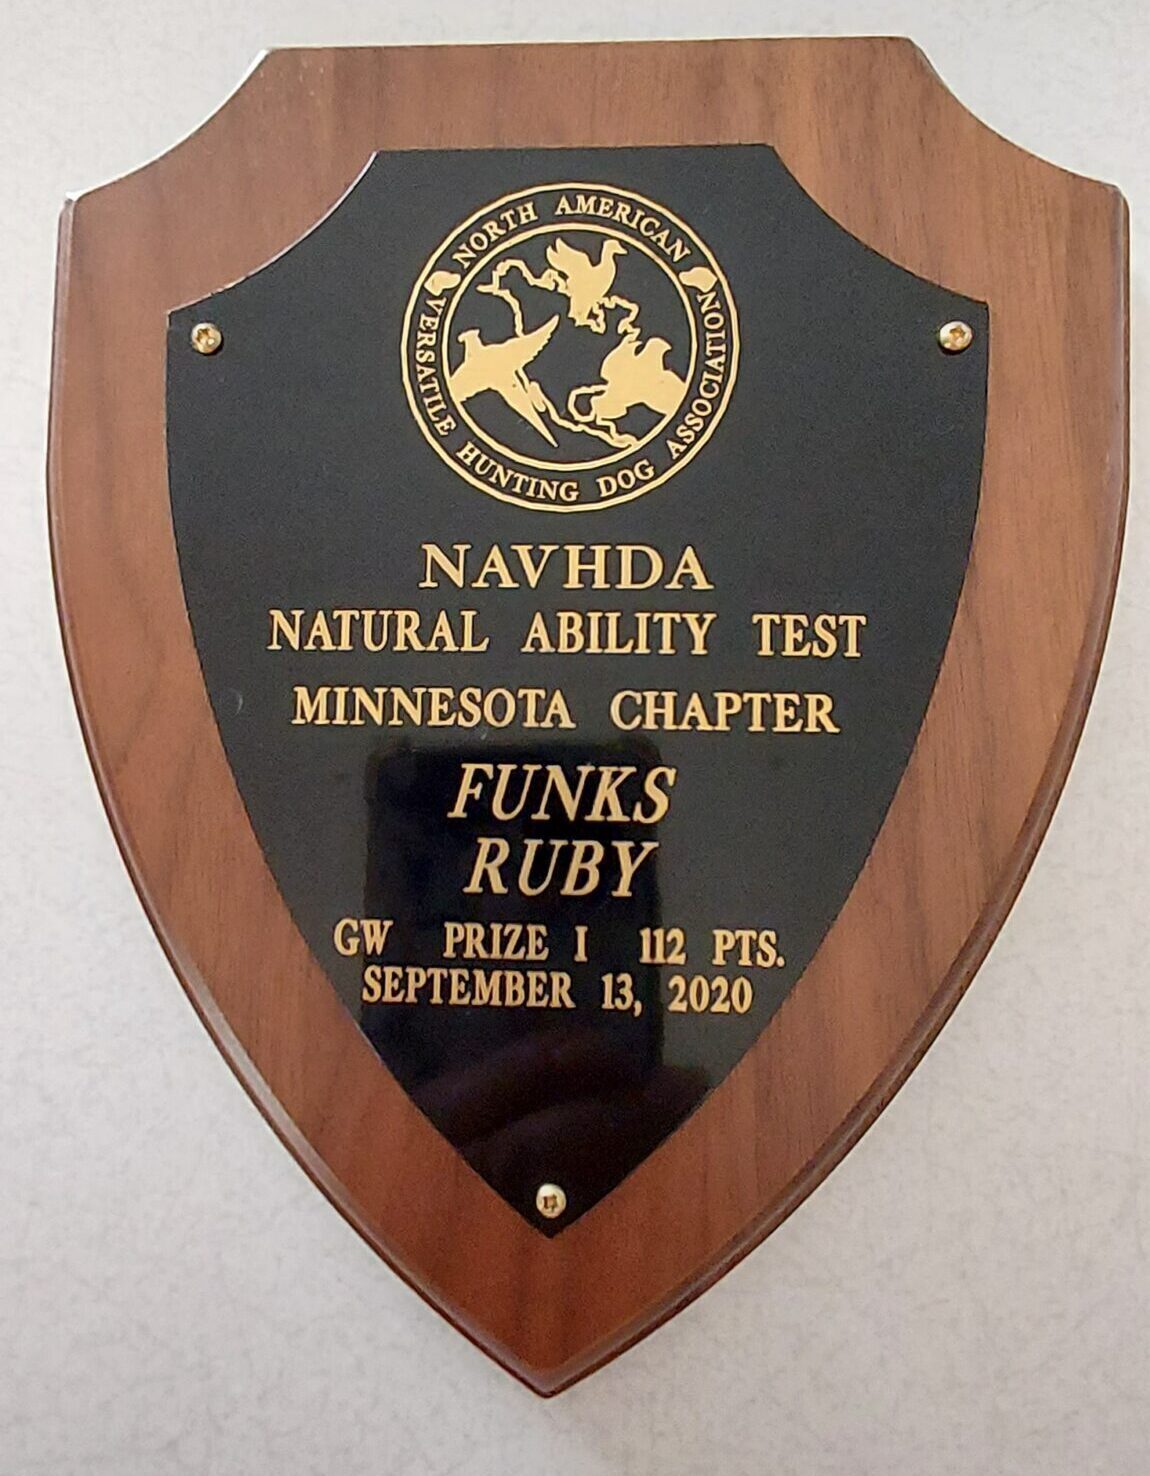 NORTH AMERICAN
VERSATILE HUNTING DOG ASSOCIATION
NAVHDA
NATURAL ABILITY TEST
MINNESOTA CHAPTER
FUNKS
RUBY
GW PRIZE I 112 PTS.
SEPTEMBER 13, 2020